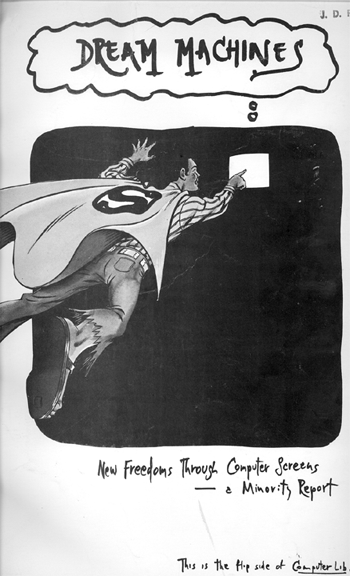 J. D.
DREAM MACHINES
S
New Freedoms Through Computer Screens
— a Minority Report
This is the flip side of Computer Lib.